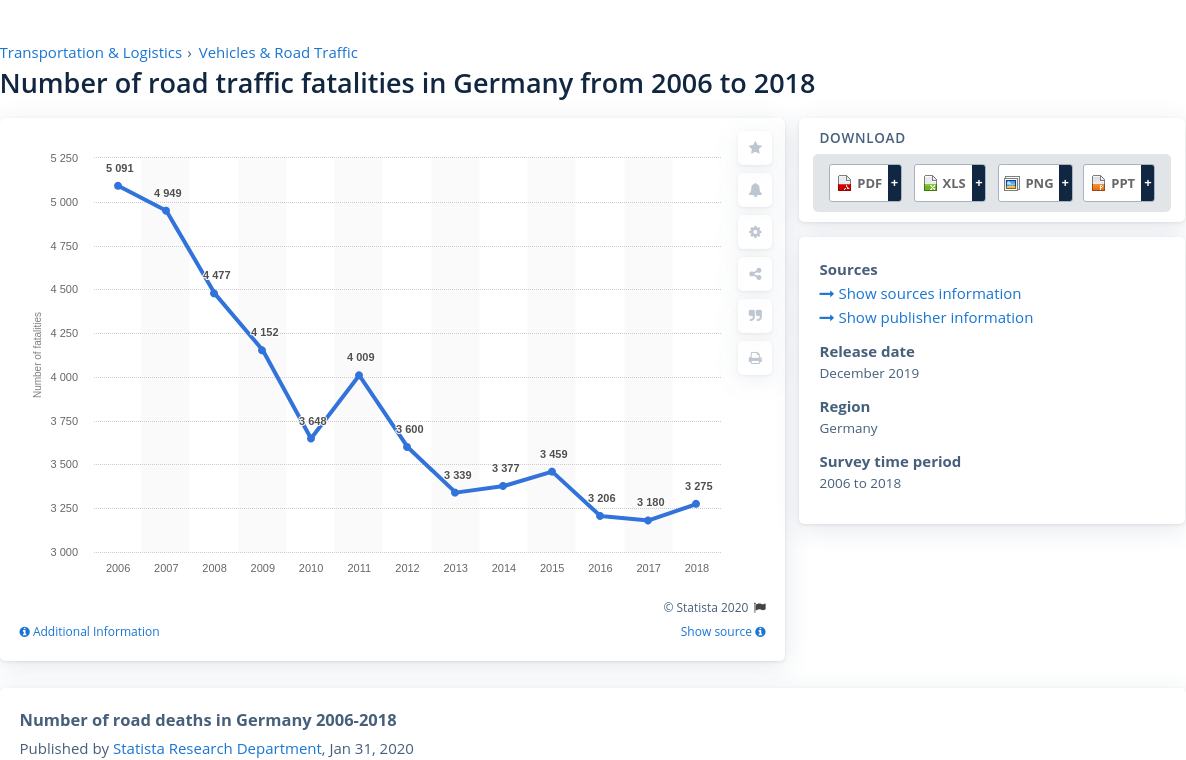 Transportation & Logistics › Vehicles & Road Traffic
Number of road traffic fatalities in Germany from 2006 to 2018
Number of fatalities
5 250
5 000
4 750
4 500
4 250
4 000
3 750
3 500
3 250
3 000
5 091
4 949
4 477
4 152
3 648
4 009
3 600
3 339
3 377
3 459
3 206
3 180
3 275
2006 2007 2008 2009 2010 2011 2012 2013 2014 2015 2016 2017 2018
© Statista 2020
Additional Information
Show source
DOWNLOAD
PDF + XLS + PNG + PPT +
Sources
Show sources information
Show publisher information
Release date
December 2019
Region
Germany
Survey time period
2006 to 2018
Number of road deaths in Germany 2006-2018
Published by Statista Research Department, Jan 31, 2020